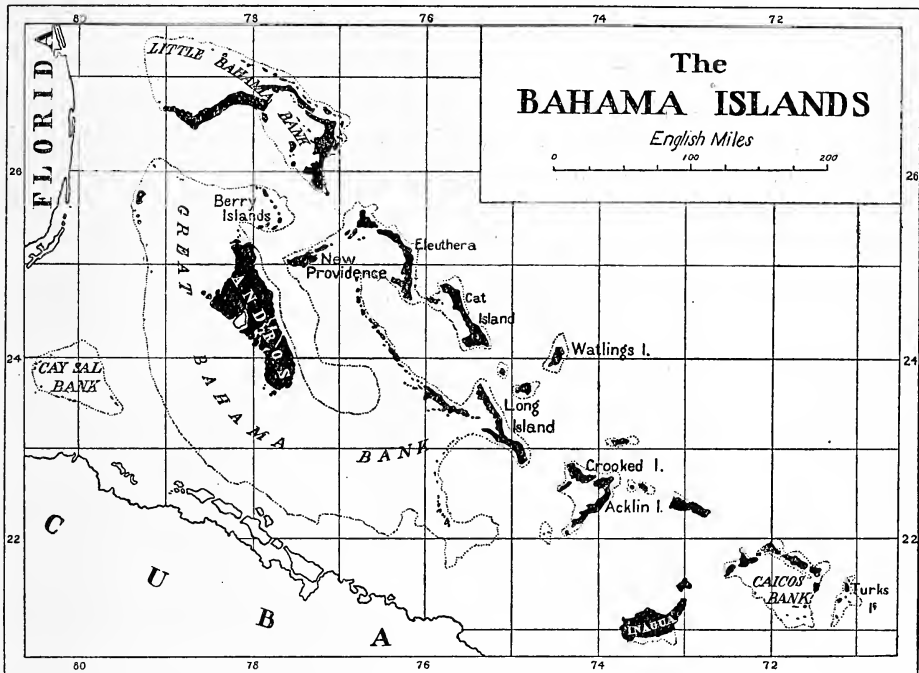 80 78 76 74 72
The
BAHAMA ISLANDS
English Miles
0 100 200
FLORIDA
LITTLE BAHAMA BANK
26 26
Berry
Islands
GREAT BAHAMA BANK
New
Providence
Eleuthera
ANDROS
Cat
Island
Watlings I.
24 24
CAY SAL
BANK
Long
Island
Crooked I.
Acklin I.
22 22
CUBA
CAICOS
BANK
Turks
Is
INAGUA
80 78 76 74 72